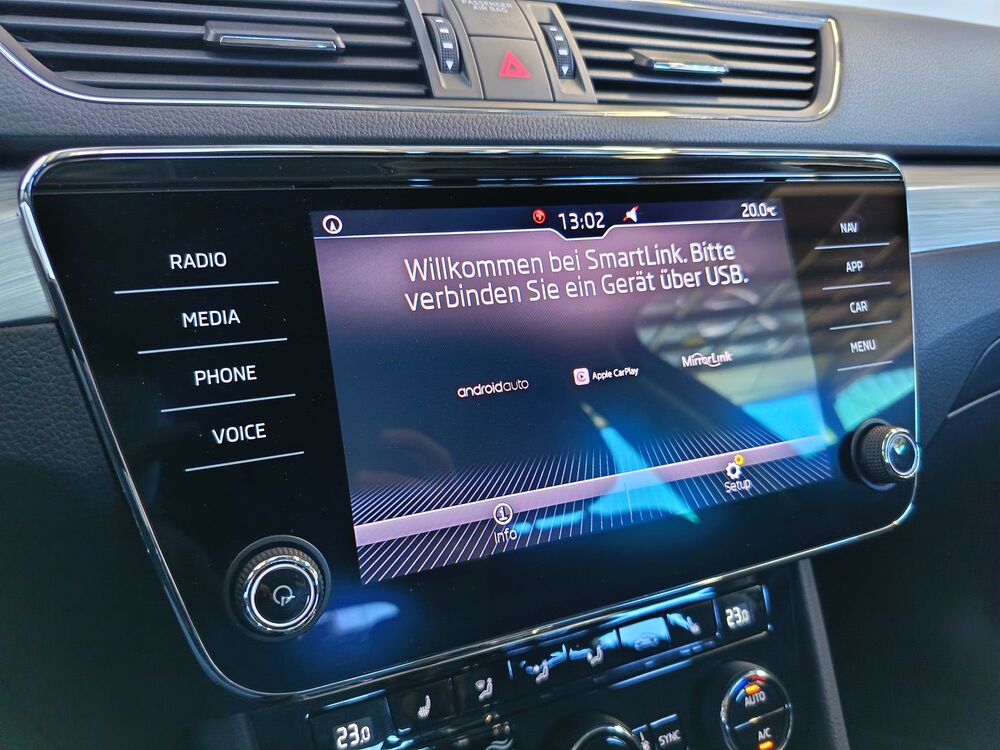 PASSENGER
AIR BAG
13:02
20.0°C
Willkommen bei SmartLink. Bitte
verbinden Sie ein Gerät über USB.
androidauto
Apple CarPlay
MirrorLink
Info
Setup
RADIO
MEDIA
PHONE
VOICE
NAV
APP
CAR
MENU
23.0
23.0
SYNC
AUTO
A/C